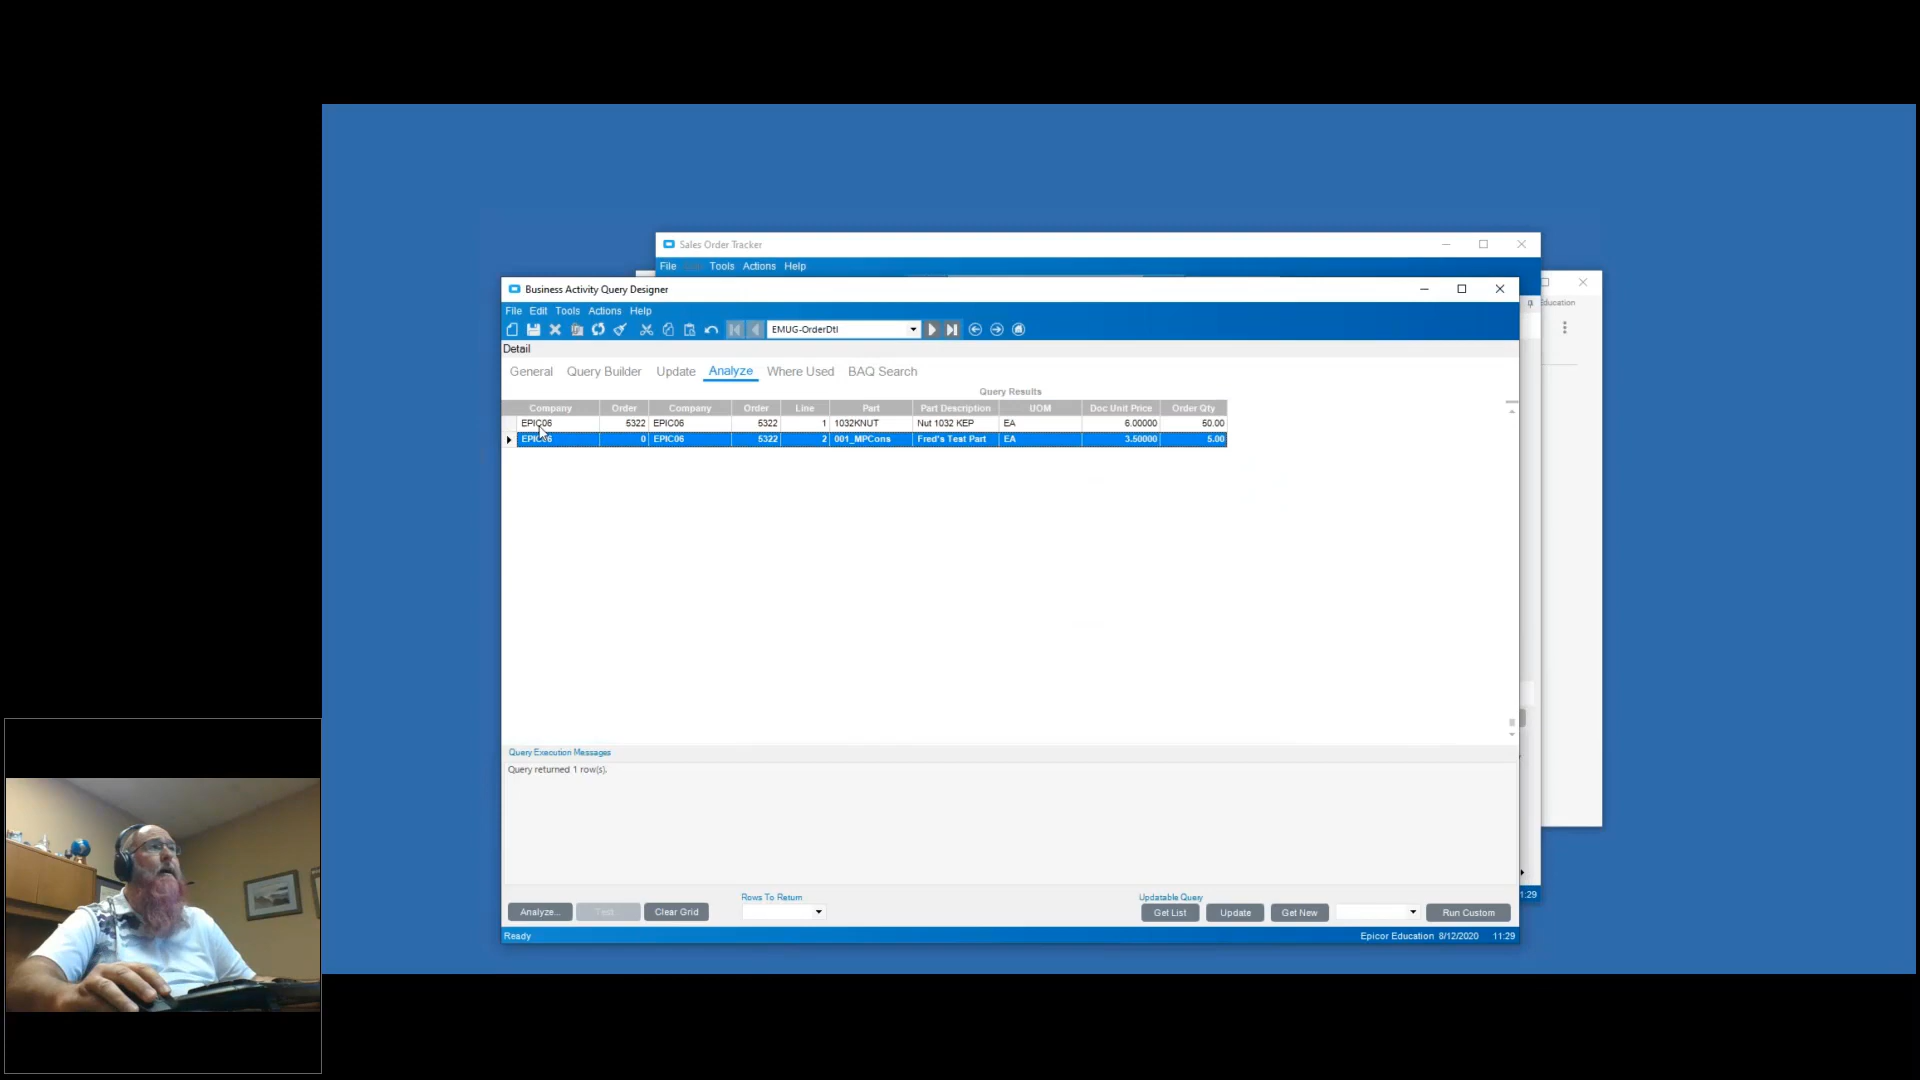 Sales Order Tracker
File Tools Actions Help
Business Activity Query Designer
Education
File Edit Tools Actions Help
EMUG-OrderDtl
Detail
General Query Builder Update Analyze Where Used BAQ Search
Query Results
Company Order Company Order Line Part Part Description UOM Doc Unit Price Order Qty
EPIC06 5322 EPIC06 5322 1 1032KNUT Nut 1032 KEP EA 6.00000 50.00
EPIC06 0 EPIC06 5322 2 001_MPCons Fred's Test Part EA 3.50000 5.00
Query Execution Messages
Query returned 1 row(s).
Rows To Return
Updatable Query
1:29
Analyze... Test Clear Grid Get List Update Get New Run Custom
Ready Epicor Education 8/12/2020 11:29